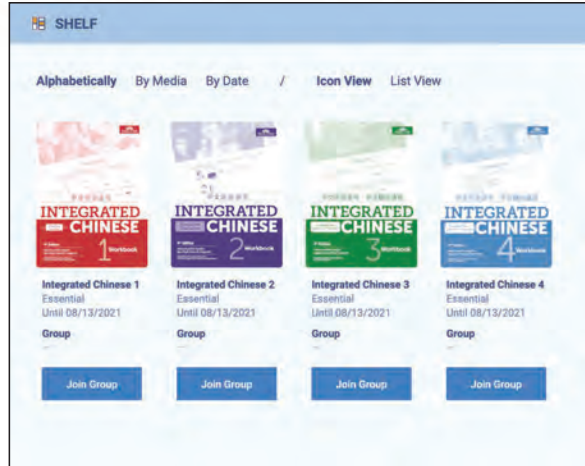 SHELF
Alphabetically By Media By Date / Icon View List View
INTEGRATED
CHINESE
1 Workbook
INTEGRATED
CHINESE
2 Workbook
INTEGRATED
CHINESE
3 Workbook
INTEGRATED
CHINESE
4 Workbook
Integrated Chinese 1
Essential
Until 08/13/2021
Group
Join Group
Integrated Chinese 2
Essential
Until 08/13/2021
Group
Join Group
Integrated Chinese 3
Essential
Until 08/13/2021
Group
Join Group
Integrated Chinese 4
Essential
Until 08/13/2021
Group
Join Group